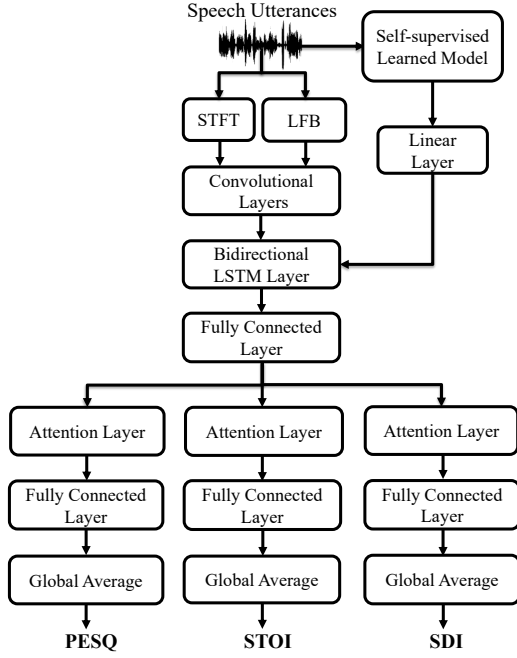 Speech Utterances
Self-supervised
Learned Model
STFT
LFB
Linear
Layer
Convolutional
Layers
Bidirectional
LSTM Layer
Fully Connected
Layer
Attention Layer
Attention Layer
Attention Layer
Fully Connected
Layer
Fully Connected
Layer
Fully Connected
Layer
Global Average
Global Average
Global Average
PESQ
STOI
SDI